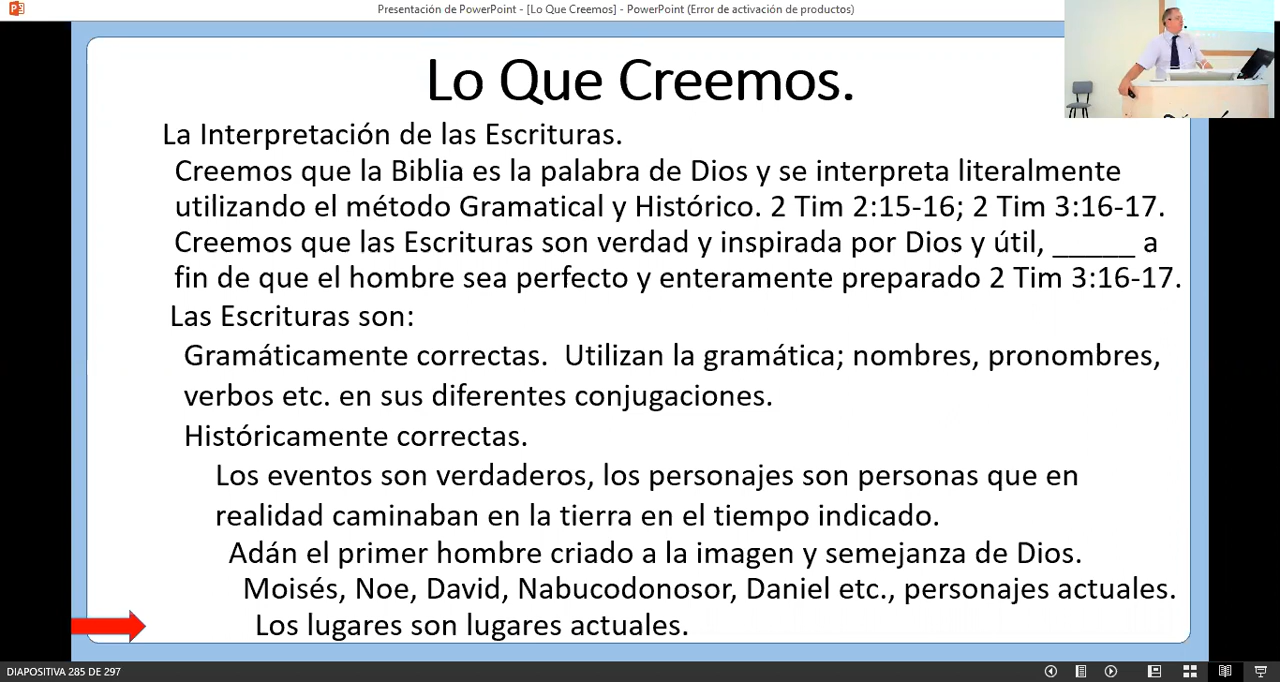 Presentación de PowerPoint - [Lo Que Creemos] - PowerPoint (Error de activación de productos)
Lo Que Creemos.
La Interpretación de las Escrituras.
Creemos que la Biblia es la palabra de Dios y se interpreta literalmente
utilizando el método Gramatical y Histórico. 2 Tim 2:15-16; 2 Tim 3:16-17.
Creemos que las Escrituras son verdad y inspirada por Dios y útil, ______ a
fin de que el hombre sea perfecto y enteramente preparado 2 Tim 3:16-17.
Las Escrituras son:
Gramáticamente correctas. Utilizan la gramática; nombres, pronombres,
verbos etc. en sus diferentes conjugaciones.
Históricamente correctas.
Los eventos son verdaderos, los personajes son personas que en
realidad caminaban en la tierra en el tiempo indicado.
Adán el primer hombre criado a la imagen y semejanza de Dios.
Moisés, Noe, David, Nabucodonosor, Daniel etc., personajes actuales.
Los lugares son lugares actuales.
DIAPOSITIVA 285 DE 297